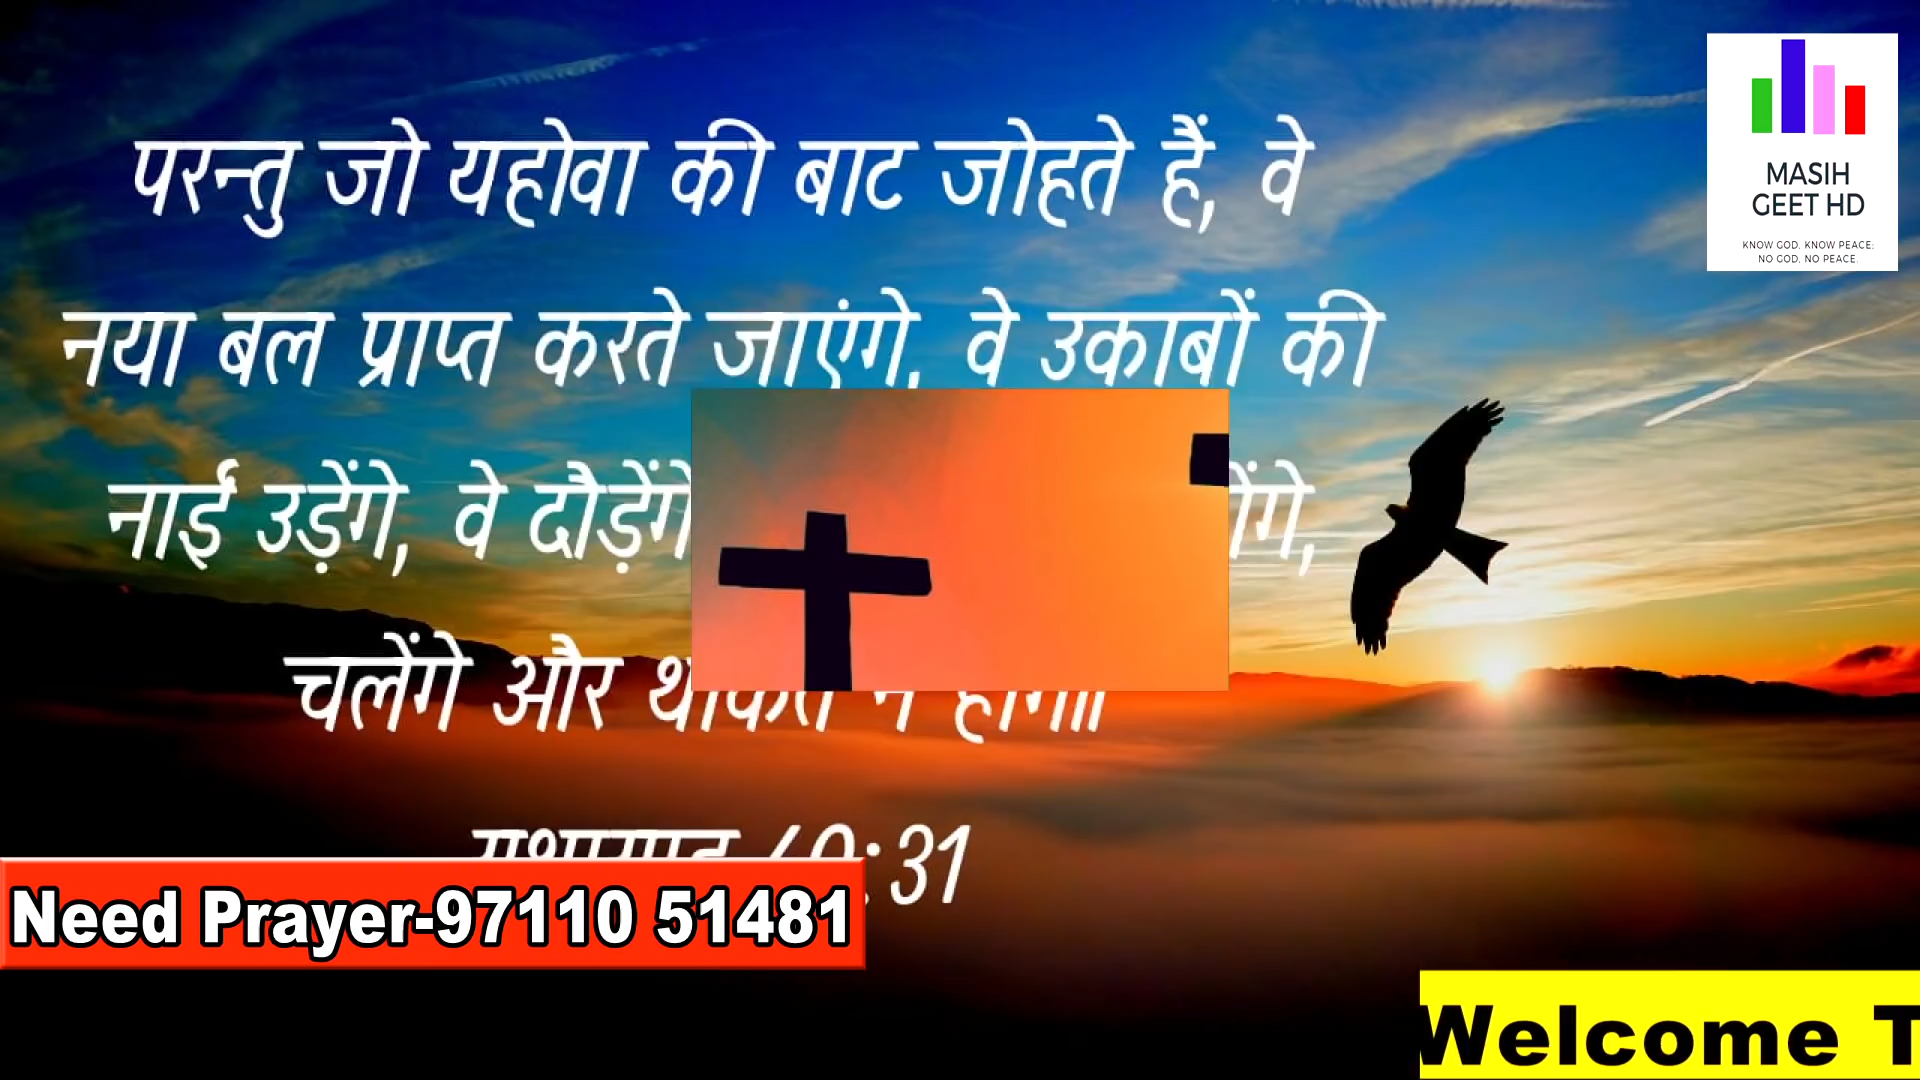 परन्तु जो यहोवा की बाट जोहते हैं, वे
नया बल प्राप्त करते जाएंगे, वे उकाबों की
नाईं उड़ेंगे, वे दौड़ेंगे
चलेंगे और
:31
MASIH
GEET HD
KNOW GOD, KNOW PEACE;
NO GOD, NO PEACE.
Need Prayer-97110 51481
Welcome T